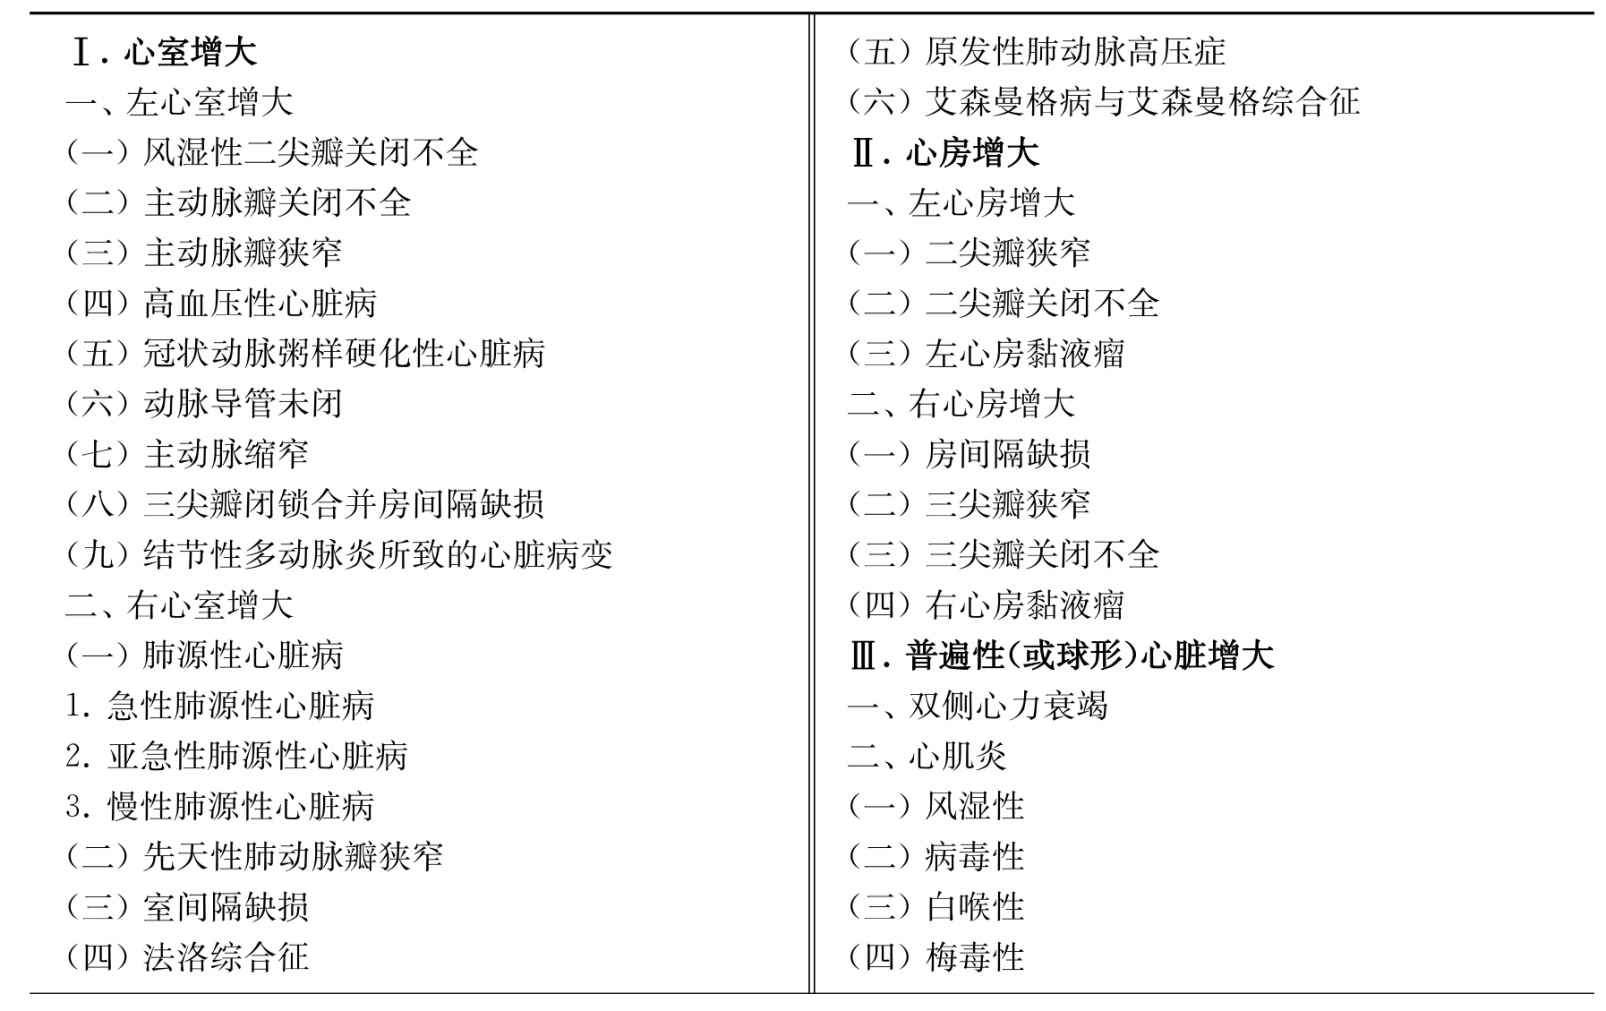 Ⅰ. 心室增大
一、左心室增大
(一) 风湿性二尖瓣关闭不全
(二) 主动脉瓣关闭不全
(三) 主动脉瓣狭窄
(四) 高血压性心脏病
(五) 冠状动脉粥样硬化性心脏病
(六) 动脉导管未闭
(七) 主动脉缩窄
(八) 三尖瓣闭锁合并房间隔缺损
(九) 结节性多动脉炎所致的心脏病变
二、右心室增大
(一) 肺源性心脏病
1. 急性肺源性心脏病
2. 亚急性肺源性心脏病
3. 慢性肺源性心脏病
(二) 先天性肺动脉瓣狭窄
(三) 室间隔缺损
(四) 法洛综合征
(五) 原发性肺动脉高压症
(六) 艾森曼格病与艾森曼格综合征
Ⅱ. 心房增大
一、左心房增大
(一) 二尖瓣狭窄
(二) 二尖瓣关闭不全
(三) 左心房黏液瘤
二、右心房增大
(一) 房间隔缺损
(二) 三尖瓣狭窄
(三) 三尖瓣关闭不全
(四) 右心房黏液瘤
Ⅲ. 普遍性(或球形)心脏增大
一、双侧心力衰竭
二、心肌炎
(一) 风湿性
(二) 病毒性
(三) 白喉性
(四) 梅毒性